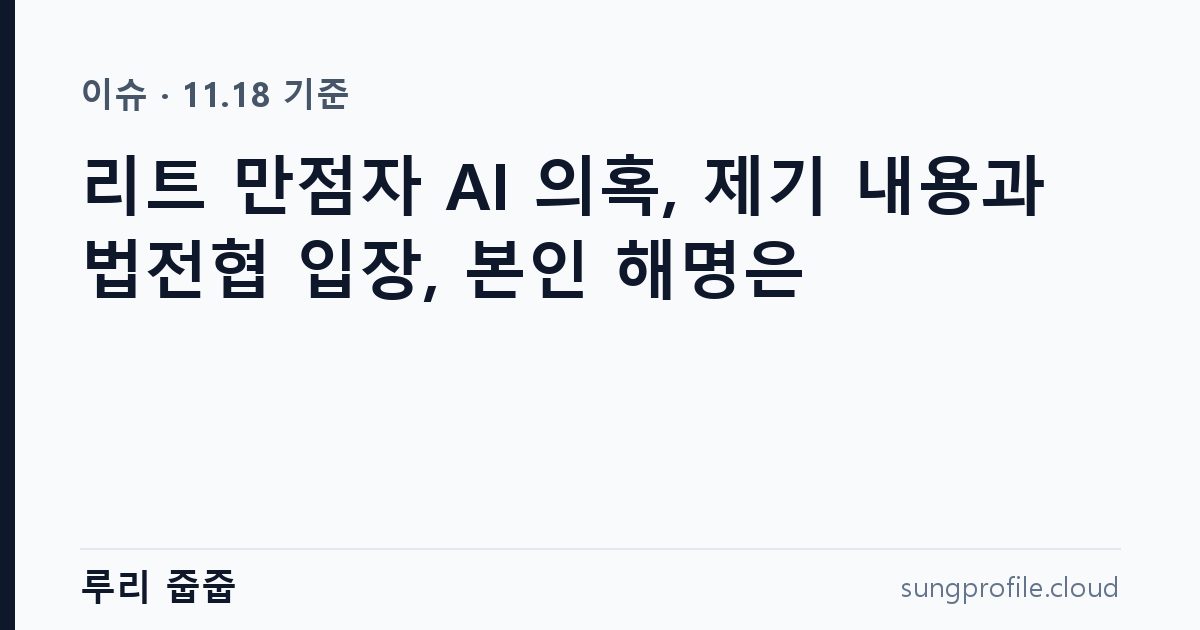 이슈 · 11.18 기준
리트 만점자 AI 의혹, 제기 내용과
법전협 입장, 본인 해명은
루리 줍줍
sungprofile.cloud